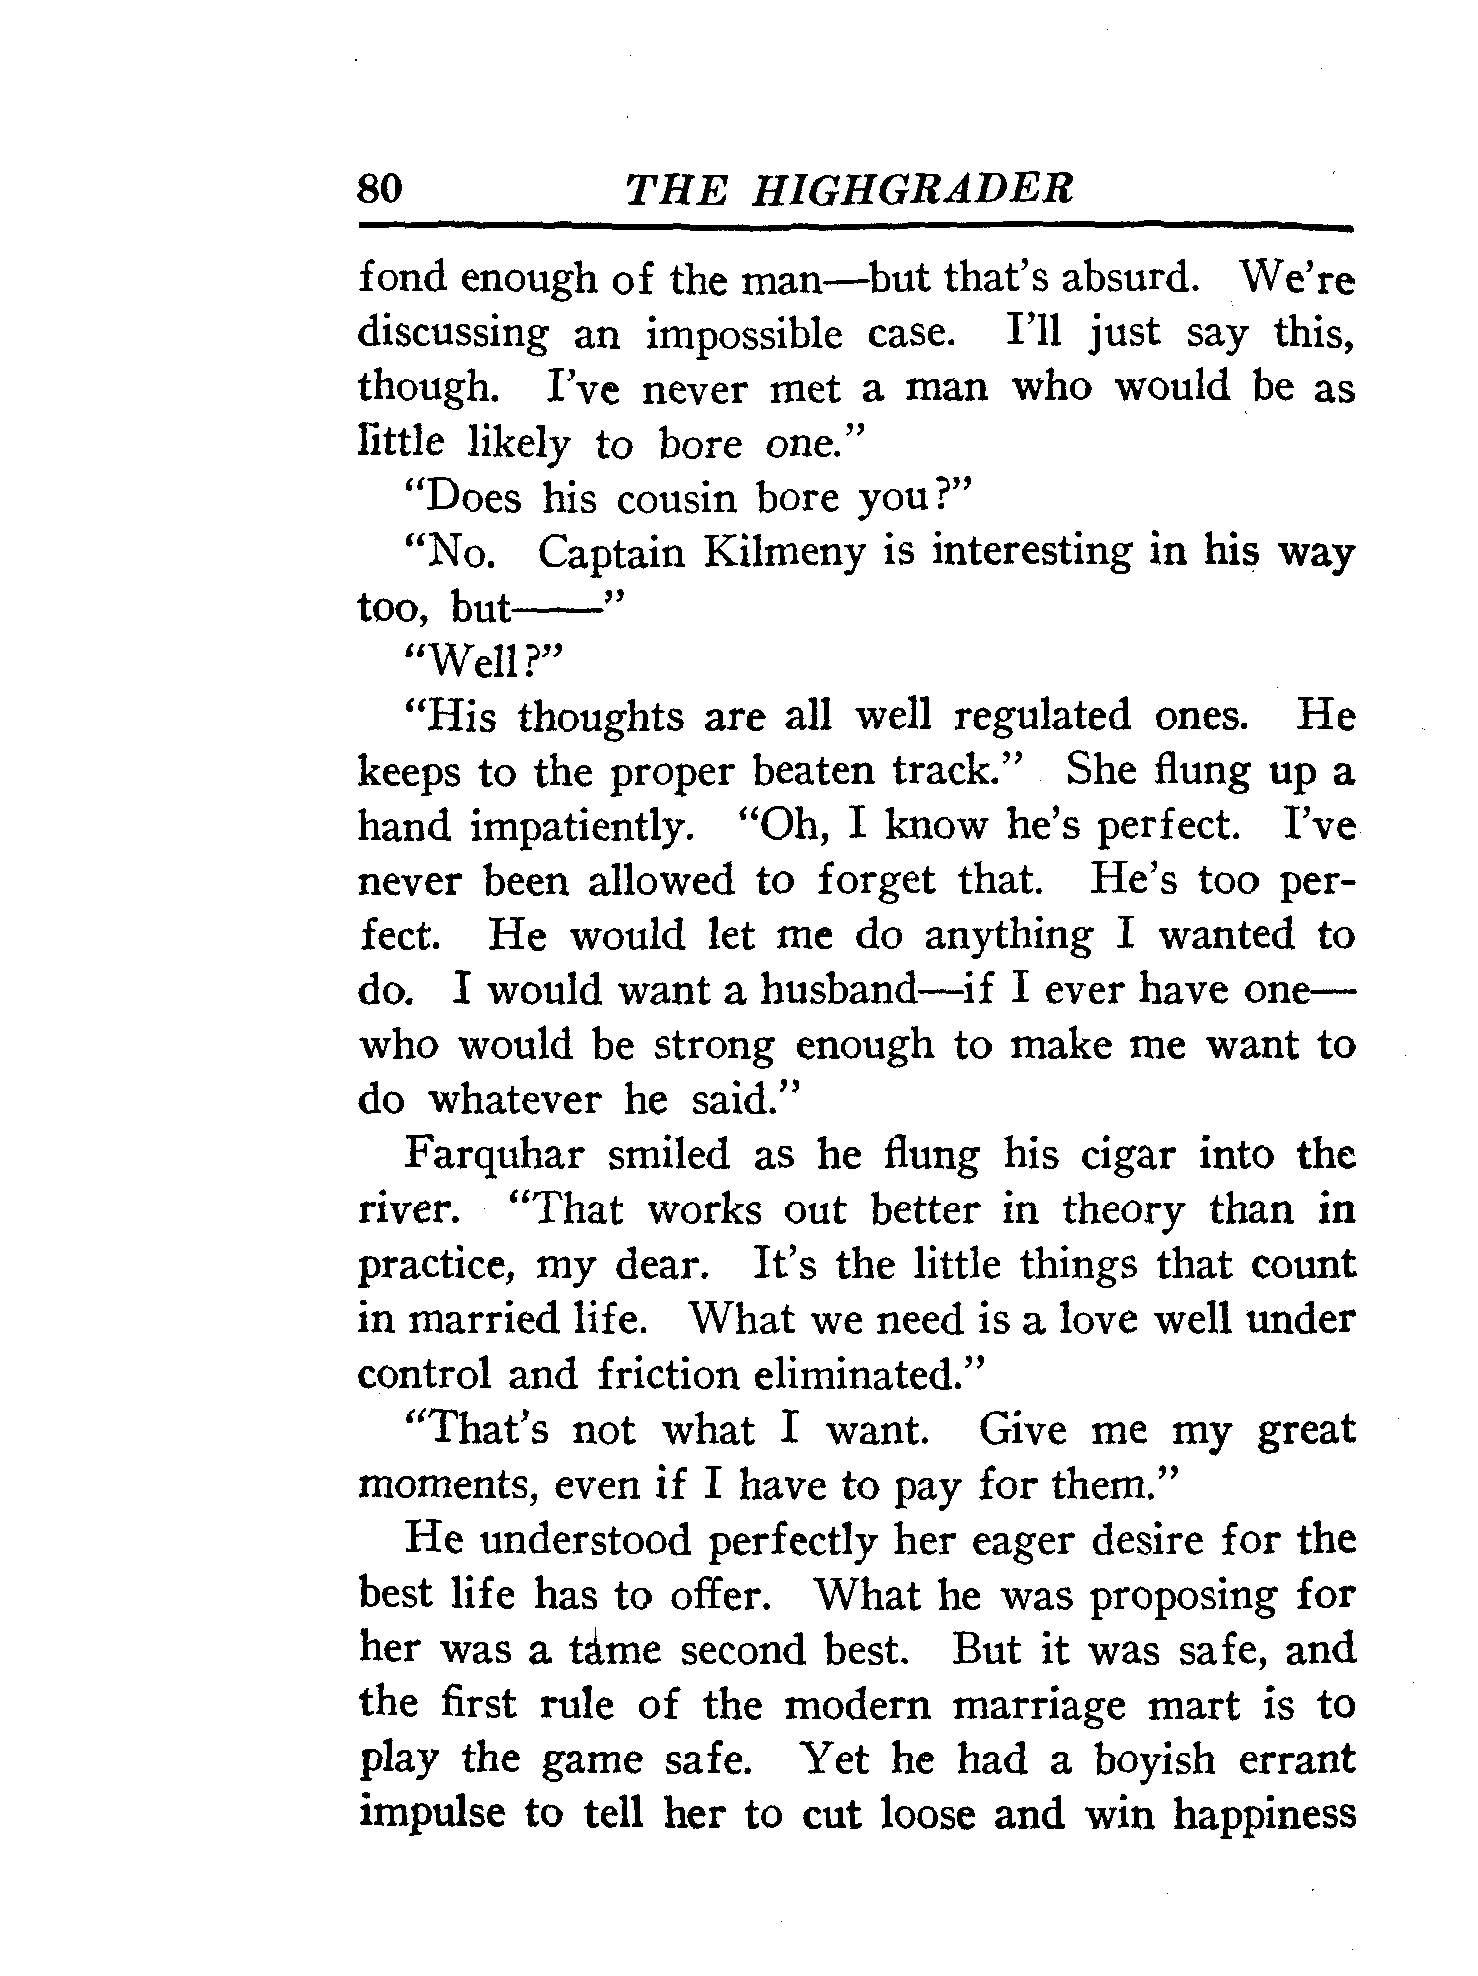 80 THE HIGHGRADER
fond enough of the man—but that's absurd. We're
discussing an impossible case. I'll just say this,
though. I've never met a man who would be as
little likely to bore one."
"Does his cousin bore you?"
"No. Captain Kilmeny is interesting in his way
too, but——"
"Well?"
"His thoughts are all well regulated ones. He
keeps to the proper beaten track." She flung up a
hand impatiently. "Oh, I know he's perfect. I've
never been allowed to forget that. He's too per-
fect. He would let me do anything I wanted to
do. I would want a husband—if I ever have one—
who would be strong enough to make me want to
do whatever he said."
Farquhar smiled as he flung his cigar into the
river. "That works out better in theory than in
practice, my dear. It's the little things that count
in married life. What we need is a love well under
control and friction eliminated."
"That's not what I want. Give me my great
moments, even if I have to pay for them."
He understood perfectly her eager desire for the
best life has to offer. What he was proposing for
her was a tame second best. But it was safe, and
the first rule of the modern marriage mart is to
play the game safe. Yet he had a boyish errant
impulse to tell her to cut loose and win happiness